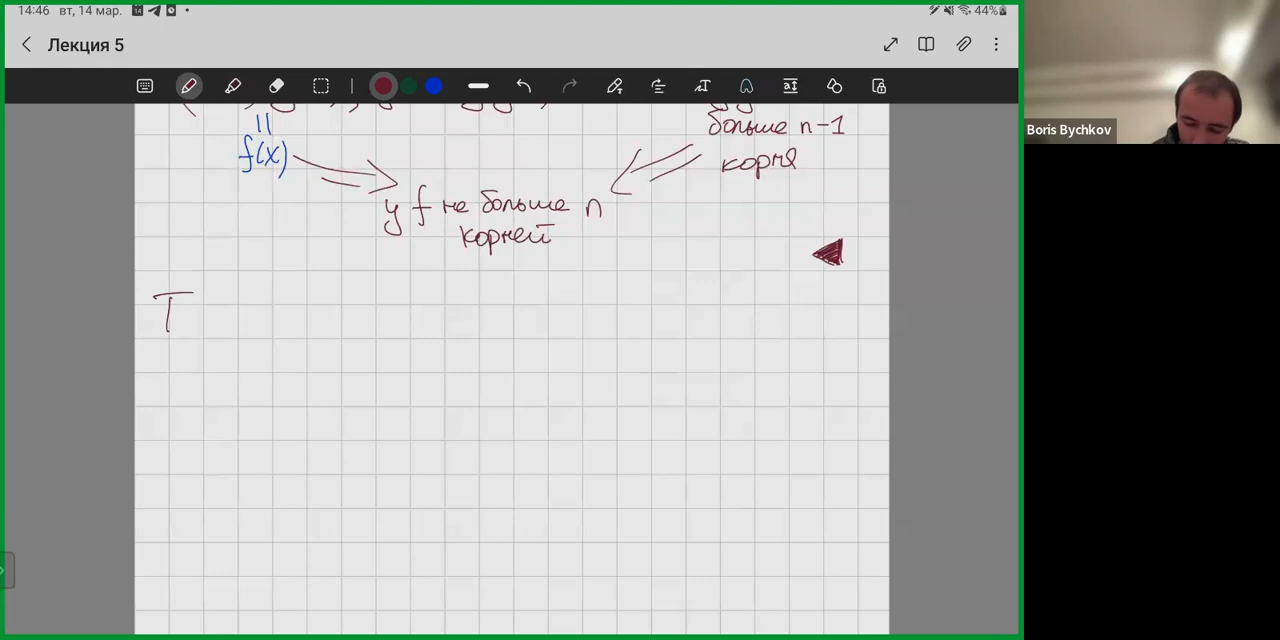 14:46 вт, 14 мар.
44%
Лекция 5
Boris Bychkov
больше n-1
корня
||
f(x)
у f не больше n
корней
Т